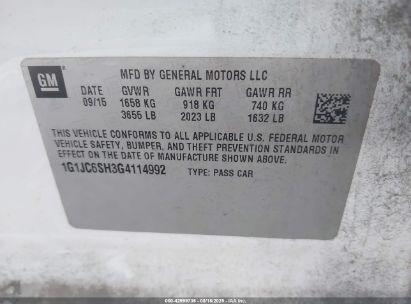 GM
MFD BY GENERAL MOTORS LLC
DATE GVWR GAWR FRT GAWR RR
09/15 1658 KG 918 KG 740 KG
3655 LB 2023 LB 1632 LB
THIS VEHICLE CONFORMS TO ALL APPLICABLE U.S. FEDERAL MOTOR
VEHICLE SAFETY, BUMPER, AND THEFT PREVENTION STANDARDS
IN EFFECT ON THE DATE OF MANUFACTURE SHOWN ABOVE.
1G1JC6SH3G4114992 TYPE: PASS CAR